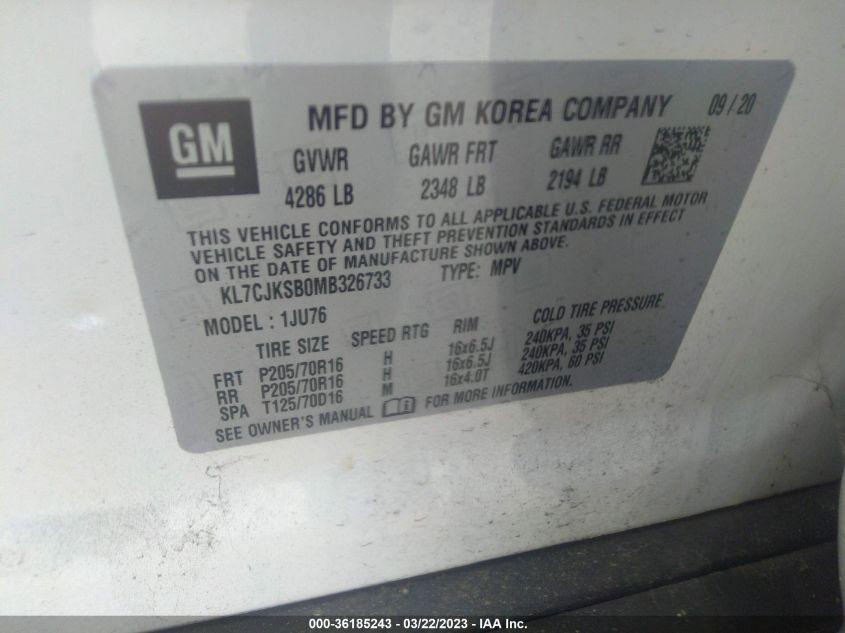 GM
MFD BY GM KOREA COMPANY 09/20
GVWR GAWR FRT GAWR RR
4286 LB 2348 LB 2194 LB
THIS VEHICLE CONFORMS TO ALL APPLICABLE U.S. FEDERAL MOTOR
VEHICLE SAFETY AND THEFT PREVENTION STANDARDS IN EFFECT
ON THE DATE OF MANUFACTURE SHOWN ABOVE.
KL7CJKSB0MB326733 TYPE: MPV
MODEL : 1JU76
TIRE SIZE SPEED RTG RIM COLD TIRE PRESSURE
FRT P205/70R16 H 16x6.5J 240KPA, 35 PSI
RR P205/70R16 H 16x6.5J 240KPA, 35 PSI
SPA T125/70D16 M 16x4.0T 420KPA, 60 PSI
SEE OWNER'S MANUAL FOR MORE INFORMATION.
000-36185243 - 03/22/2023 - IAA Inc.